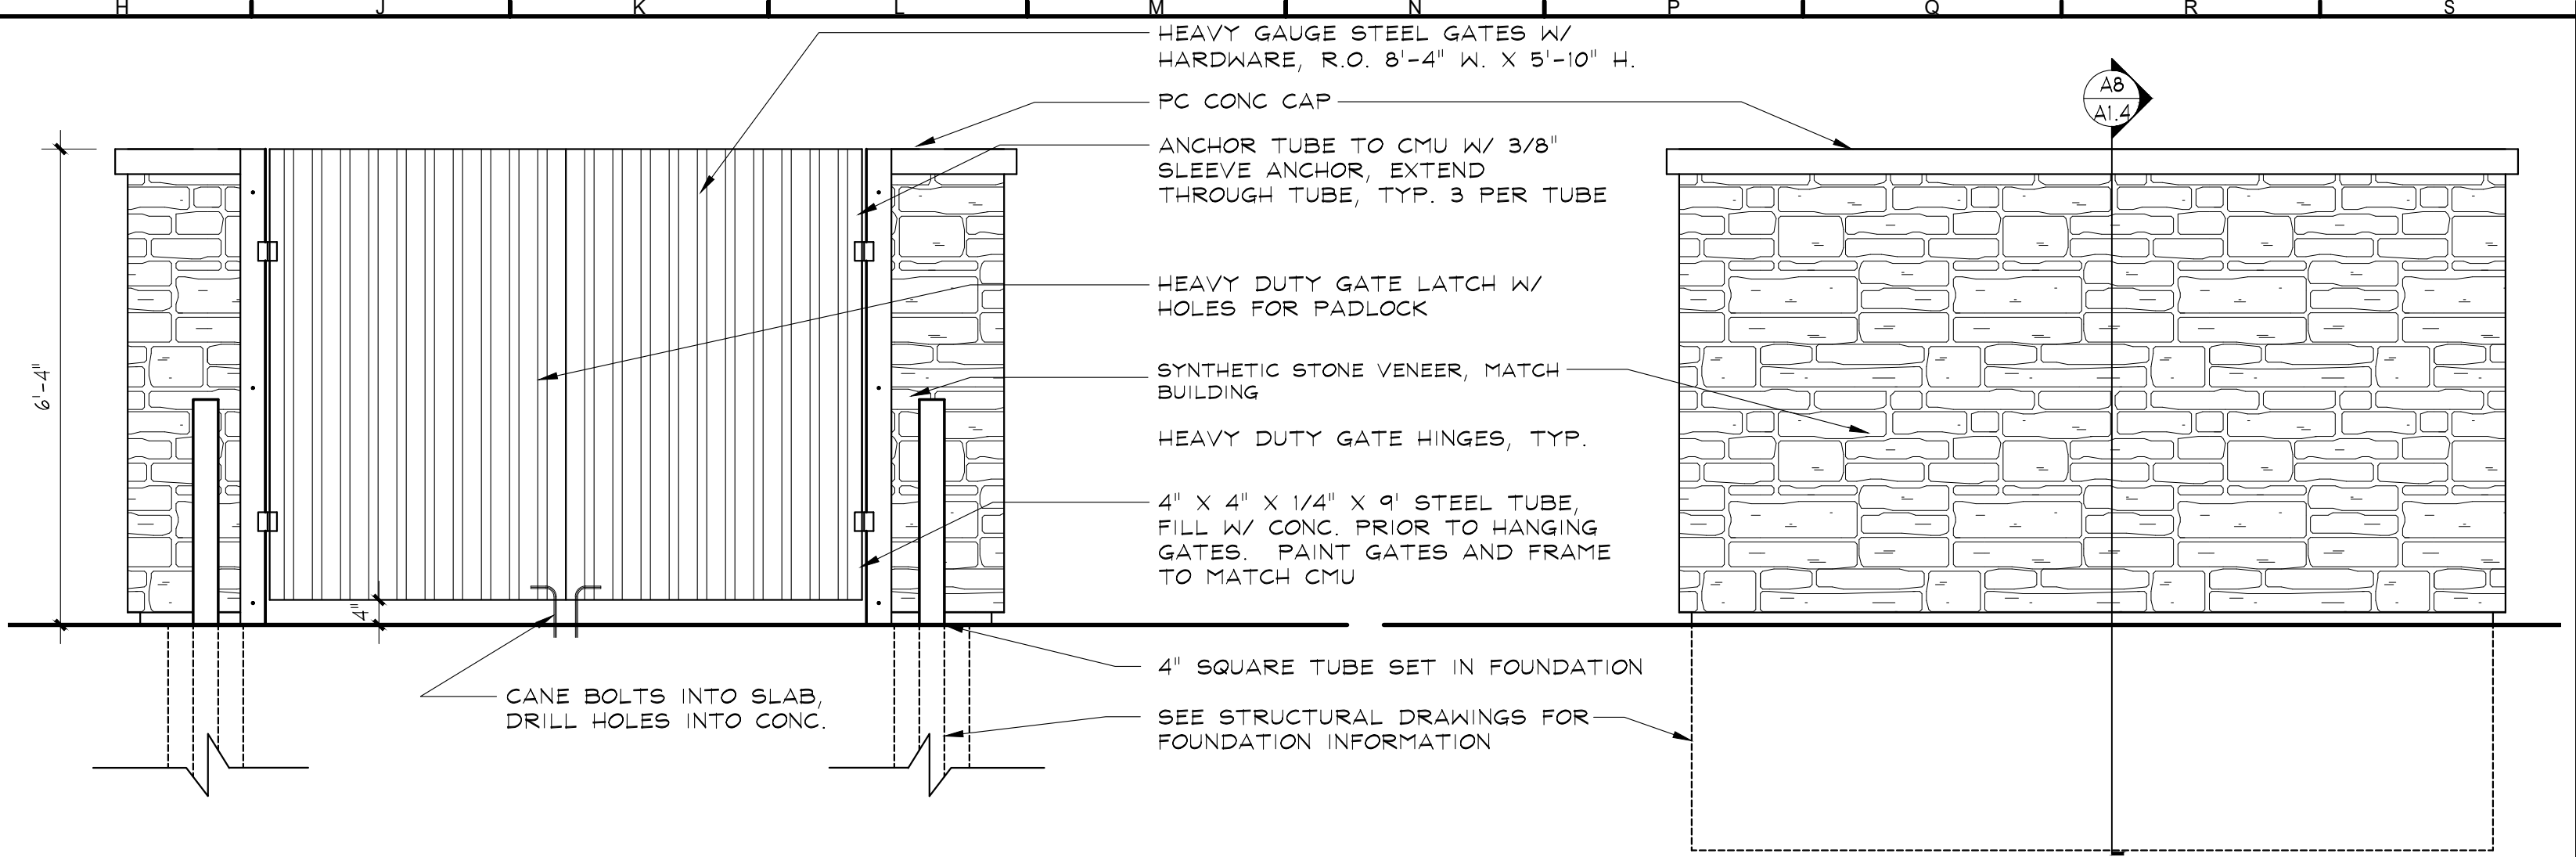 H J K L M N P Q R S
HEAVY GAUGE STEEL GATES W/
HARDWARE, R.O. 8'-4" W. X 5'-10" H.
PC CONC CAP
A8
A1.4
ANCHOR TUBE TO CMU W/ 3/8"
SLEEVE ANCHOR, EXTEND
THROUGH TUBE, TYP. 3 PER TUBE
HEAVY DUTY GATE LATCH W/
HOLES FOR PADLOCK
6'-4"
SYNTHETIC STONE VENEER, MATCH
BUILDING
HEAVY DUTY GATE HINGES, TYP.
4" X 4" X 1/4" X 9' STEEL TUBE,
FILL W/ CONC. PRIOR TO HANGING
GATES. PAINT GATES AND FRAME
TO MATCH CMU
4"
4" SQUARE TUBE SET IN FOUNDATION
CANE BOLTS INTO SLAB,
DRILL HOLES INTO CONC.
SEE STRUCTURAL DRAWINGS FOR
FOUNDATION INFORMATION